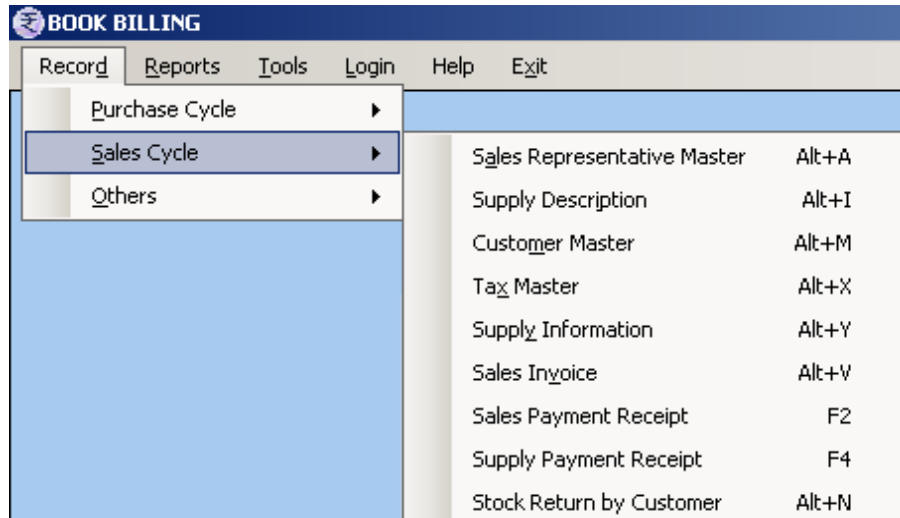 BOOK BILLING
Record Reports Tools Login Help Exit
Purchase Cycle
Sales Cycle
Others
Sales Representative Master Alt+A
Supply Description Alt+I
Customer Master Alt+M
Tax Master Alt+X
Supply Information Alt+Y
Sales Invoice Alt+V
Sales Payment Receipt F2
Supply Payment Receipt F4
Stock Return by Customer Alt+N